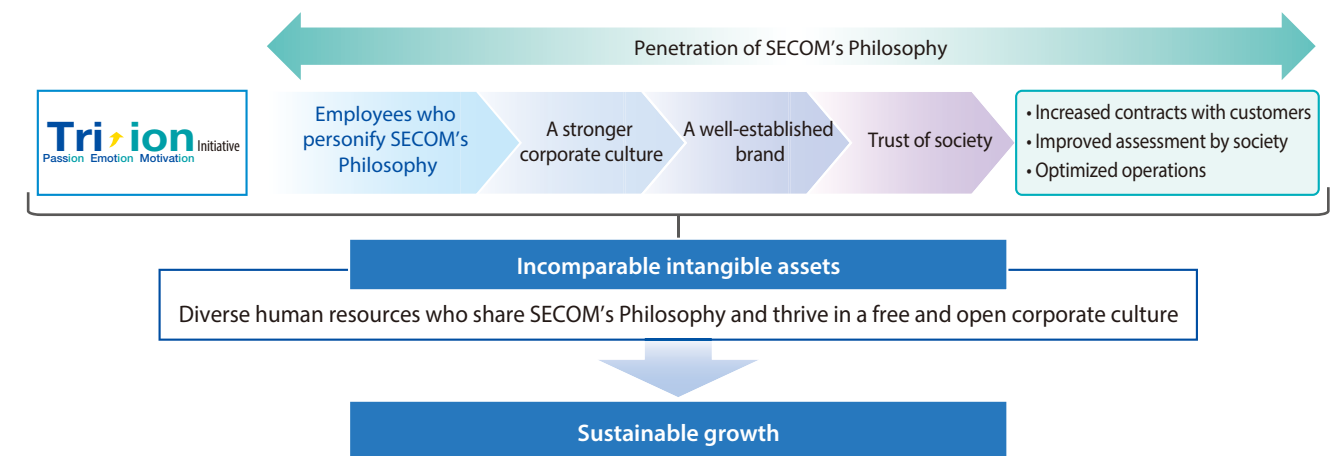 Penetration of SECOM's Philosophy
Tri-ion Initiative
Passion Emotion Motivation
Employees who
personify SECOM's
Philosophy
A stronger
corporate culture
A well-established
brand
Trust of society
• Increased contracts with customers
• Improved assessment by society
• Optimized operations
Incomparable intangible assets
Diverse human resources who share SECOM's Philosophy and thrive in a free and open corporate culture
Sustainable growth